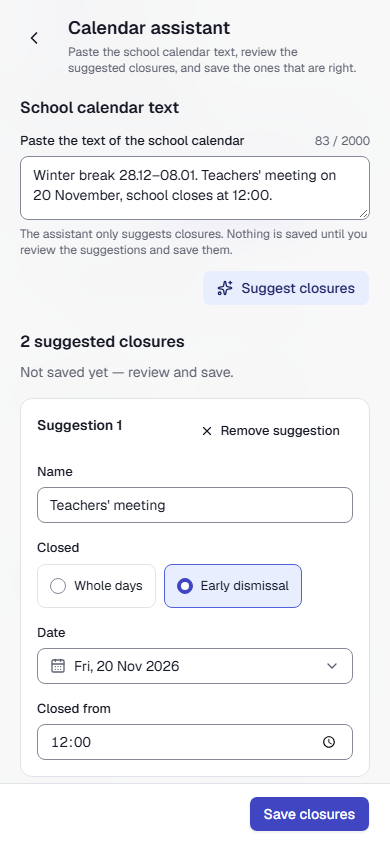 Calendar assistant
Paste the school calendar text, review the
suggested closures, and save the ones that are right.
School calendar text
Paste the text of the school calendar 83 / 2000
Winter break 28.12–08.01. Teachers' meeting on
20 November, school closes at 12:00.
The assistant only suggests closures. Nothing is saved until you
review the suggestions and save them.
Suggest closures
2 suggested closures
Not saved yet — review and save.
Suggestion 1 Remove suggestion
Name
Teachers' meeting
Closed
Whole days Early dismissal
Date
Fri, 20 Nov 2026
Closed from
12:00
Save closures